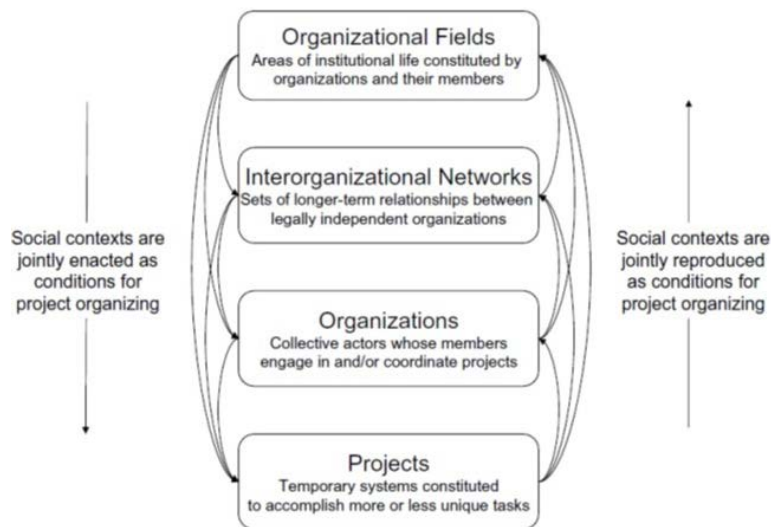 Organizational Fields
Areas of institutional life constituted by
organizations and their members
Interorganizational Networks
Sets of longer-term relationships between
legally independent organizations
Social contexts are
jointly enacted as
conditions for
project organizing
Social contexts are
jointly reproduced
as conditions for
project organizing
Organizations
Collective actors whose members
engage in and/or coordinate projects
Projects
Temporary systems constituted
to accomplish more or less unique tasks